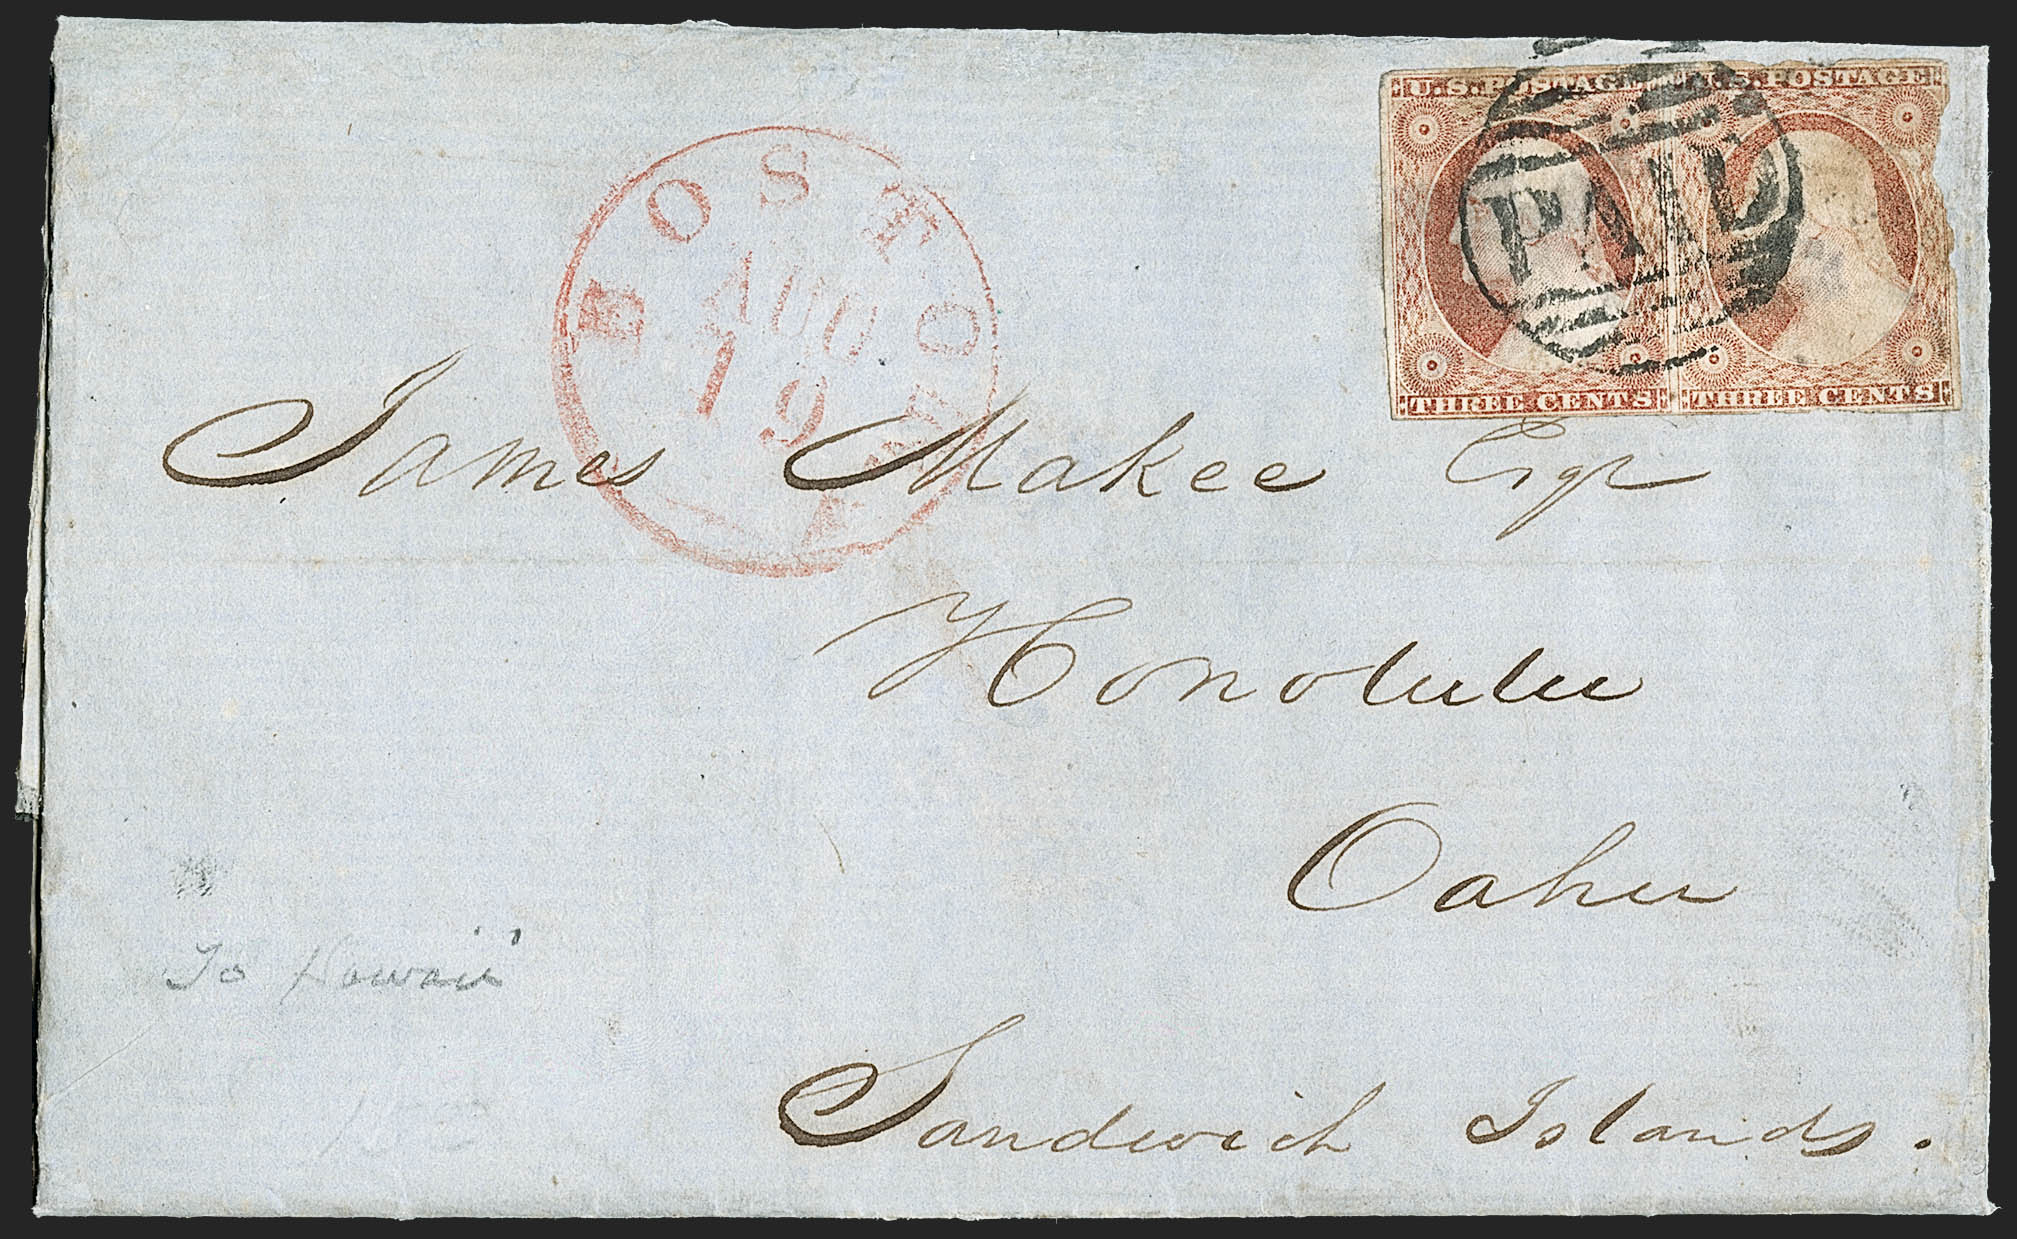 U.S. POSTAGE U.S. POSTAGE
PAID
THREE CENTS THREE CENTS
BOSTON
AUG
19
James Makee Esqr
Honolulu
Oahu
To Hawaii
Sandwich Islands.